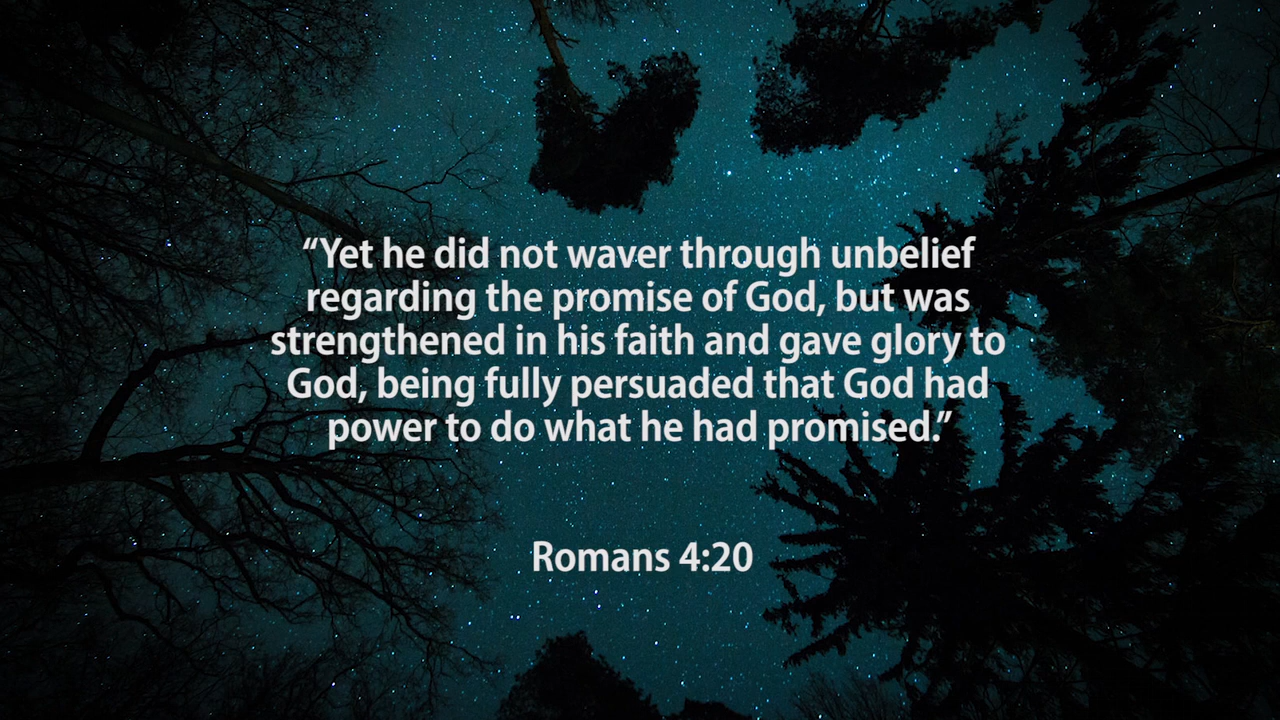 “Yet he did not waver through unbelief
regarding the promise of God, but was
strengthened in his faith and gave glory to
God, being fully persuaded that God had
power to do what he had promised.”
Romans 4:20